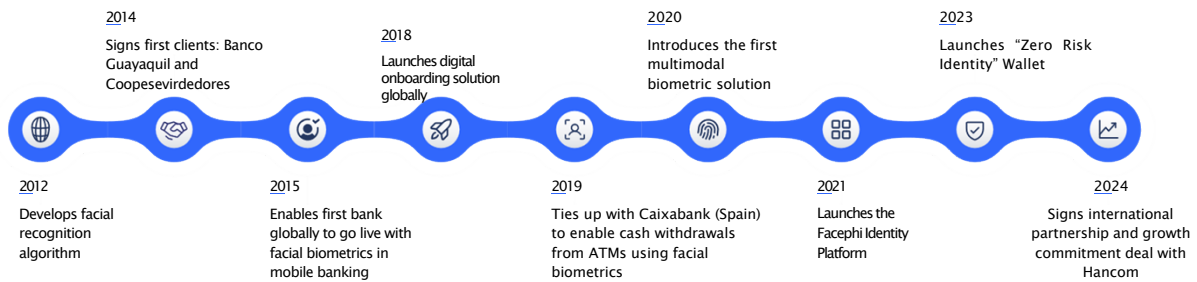 2014
Signs first clients: Banco
Guayaquil and
Coopesevirdedores
2018
Launches digital
onboarding solution
globally
2020
Introduces the first
multimodal
biometric solution
2023
Launches “Zero Risk
Identity” Wallet
2012
Develops facial
recognition
algorithm
2015
Enables first bank
globally to go live with
facial biometrics in
mobile banking
2019
Ties up with Caixabank (Spain)
to enable cash withdrawals
from ATMs using facial
biometrics
2021
Launches the
Facephi Identity
Platform
2024
Signs international
partnership and growth
commitment deal with
Hancom